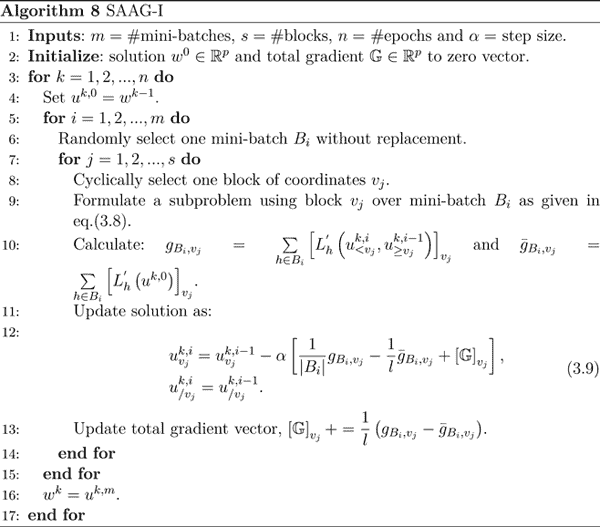 Algorithm 8 SAAG-I
1: Inputs: m = #mini-batches, s = #blocks, n = #epochs and α = step size.
2: Initialize: solution w^0 ∈ ℝ^p and total gradient 𝔾 ∈ ℝ^p to zero vector.
3: for k = 1, 2, ..., n do
4: Set u^{k,0} = w^{k−1}.
5: for i = 1, 2, ..., m do
6: Randomly select one mini-batch B_i without replacement.
7: for j = 1, 2, ..., s do
8: Cyclically select one block of coordinates v_j.
9: Formulate a subproblem using block v_j over mini-batch B_i as given in
eq.(3.8).
10: Calculate: g_{B_i,v_j} = ∑_{h∈B_i} [L'_h (u^{k,i}_{<v_j}, u^{k,i−1}_{≥v_j})]_{v_j} and ḡ_{B_i,v_j} =
∑_{h∈B_i} [L'_h (u^{k,0})]_{v_j}.
11: Update solution as:
12:
u^{k,i}_{v_j} = u^{k,i−1}_{v_j} − α [1/|B_i| g_{B_i,v_j} − 1/l ḡ_{B_i,v_j} + [𝔾]_{v_j}],
u^{k,i}_{/v_j} = u^{k,i−1}_{/v_j}.
(3.9)
13: Update total gradient vector, [𝔾]_{v_j} + = 1/l (g_{B_i,v_j} − ḡ_{B_i,v_j}).
14: end for
15: end for
16: w^k = u^{k,m}.
17: end for